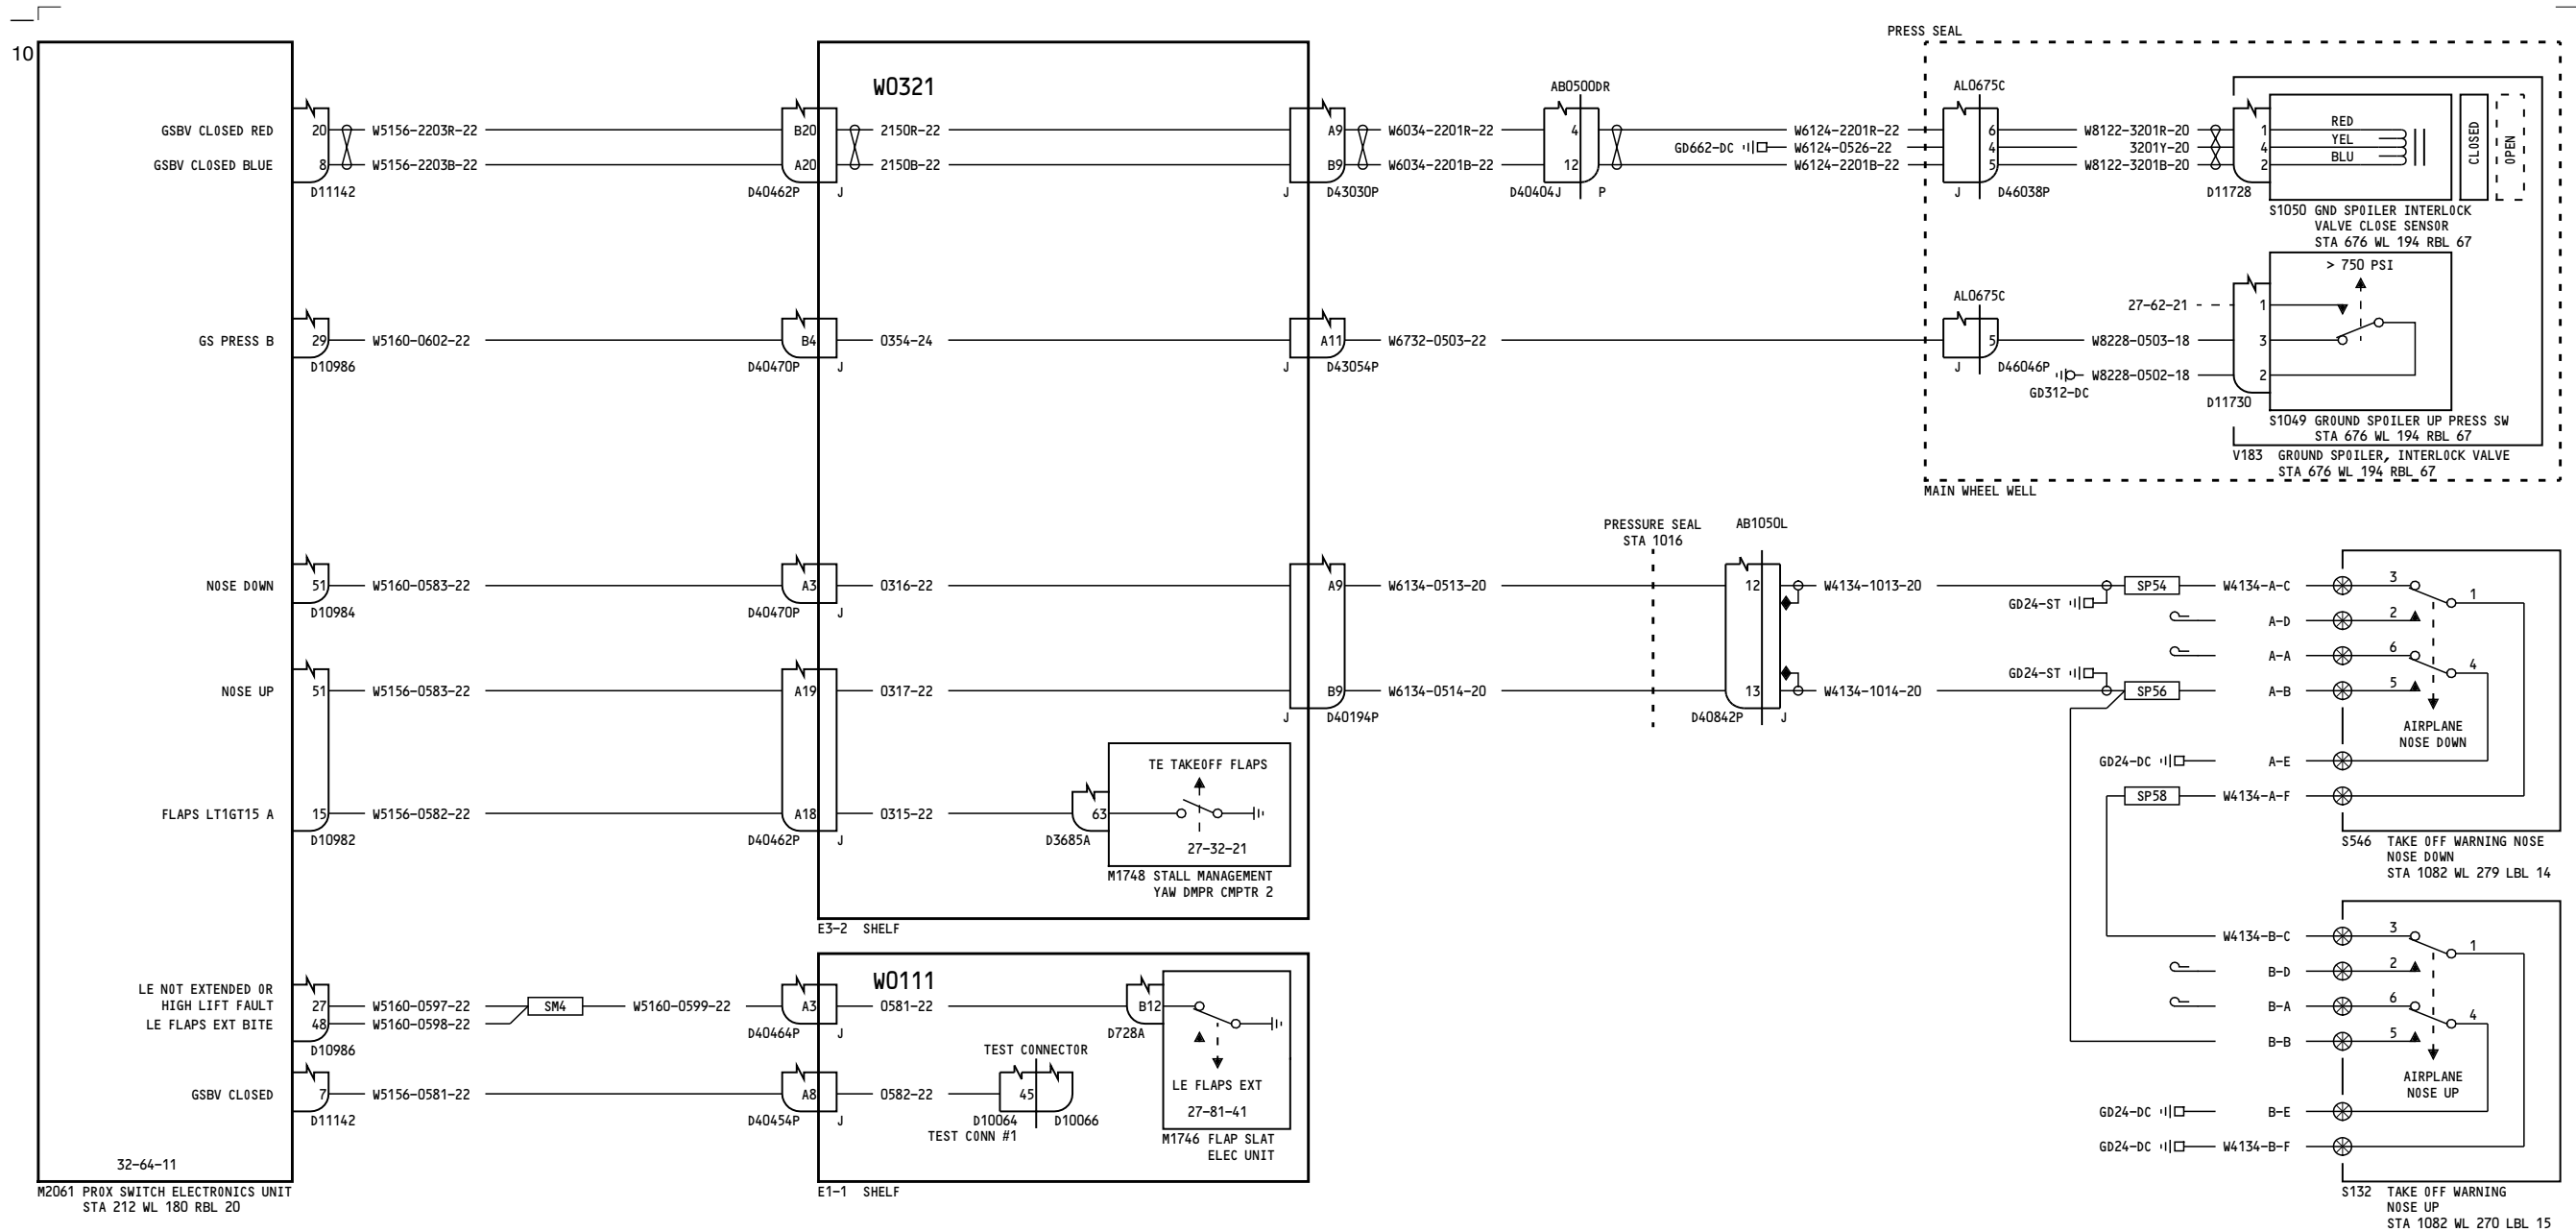 10
PRESS SEAL
W0321
AB0500DR
AL0675C
GSBV CLOSED RED
20
W5156-2203R-22
B20
2150R-22
A9
W6034-2201R-22
4
W6124-2201R-22
6
W8122-3201R-20
1
RED
GD662-DC
W6124-0526-22
4
3201Y-20
4
YEL
GSBV CLOSED BLUE
8
W5156-2203B-22
A20
2150B-22
B9
W6034-2201B-22
12
W6124-2201B-22
5
W8122-3201B-20
2
BLU
CLOSED
OPEN
D11142
D40462P
J
J
D43030P
D40404J
P
J
D46038P
D11728
S1050 GND SPOILER INTERLOCK
VALVE CLOSE SENSOR
STA 676 WL 194 RBL 67
> 750 PSI
AL0675C
27-62-21
1
GS PRESS B
29
W5160-0602-22
B4
0354-24
A11
W6732-0503-22
5
W8228-0503-18
3
D10986
D40470P
J
J
D43054P
J
D46046P
W8228-0502-18
2
GD312-DC
D11730
S1049 GROUND SPOILER UP PRESS SW
STA 676 WL 194 RBL 67
V183 GROUND SPOILER, INTERLOCK VALVE
STA 676 WL 194 RBL 67
MAIN WHEEL WELL
PRESSURE SEAL
STA 1016
AB1050L
NOSE DOWN
51
W5160-0583-22
A3
0316-22
A9
W6134-0513-20
12
W4134-1013-20
SP54
W4134-A-C
3
1
D10984
D40470P
J
GD24-ST
A-D
2
A-A
6
4
GD24-ST
NOSE UP
51
W5156-0583-22
A19
0317-22
B9
W6134-0514-20
13
W4134-1014-20
SP56
A-B
5
J
D40194P
D40842P
J
AIRPLANE
NOSE DOWN
GD24-DC
A-E
SP58
W4134-A-F
TE TAKEOFF FLAPS
FLAPS LT1GT15 A
15
W5156-0582-22
A18
0315-22
63
D10982
D40462P
J
D3685A
27-32-21
M1748 STALL MANAGEMENT
YAW DMPR CMPTR 2
S546 TAKE OFF WARNING NOSE
NOSE DOWN
STA 1082 WL 279 LBL 14
E3-2 SHELF
W0111
W4134-B-C
3
1
B-D
2
LE NOT EXTENDED OR
HIGH LIFT FAULT
27
W5160-0597-22
SM4
W5160-0599-22
A3
0581-22
B12
B-A
6
4
LE FLAPS EXT BITE
48
W5160-0598-22
D10986
D40464P
J
D728A
B-B
5
TEST CONNECTOR
LE FLAPS EXT
AIRPLANE
NOSE UP
GSBV CLOSED
7
W5156-0581-22
A8
0582-22
45
27-81-41
GD24-DC
B-E
D11142
D40454P
J
D10064
D10066
TEST CONN #1
M1746 FLAP SLAT
ELEC UNIT
GD24-DC
W4134-B-F
32-64-11
M2061 PROX SWITCH ELECTRONICS UNIT
STA 212 WL 180 RBL 20
E1-1 SHELF
S132 TAKE OFF WARNING
NOSE UP
STA 1082 WL 270 LBL 15